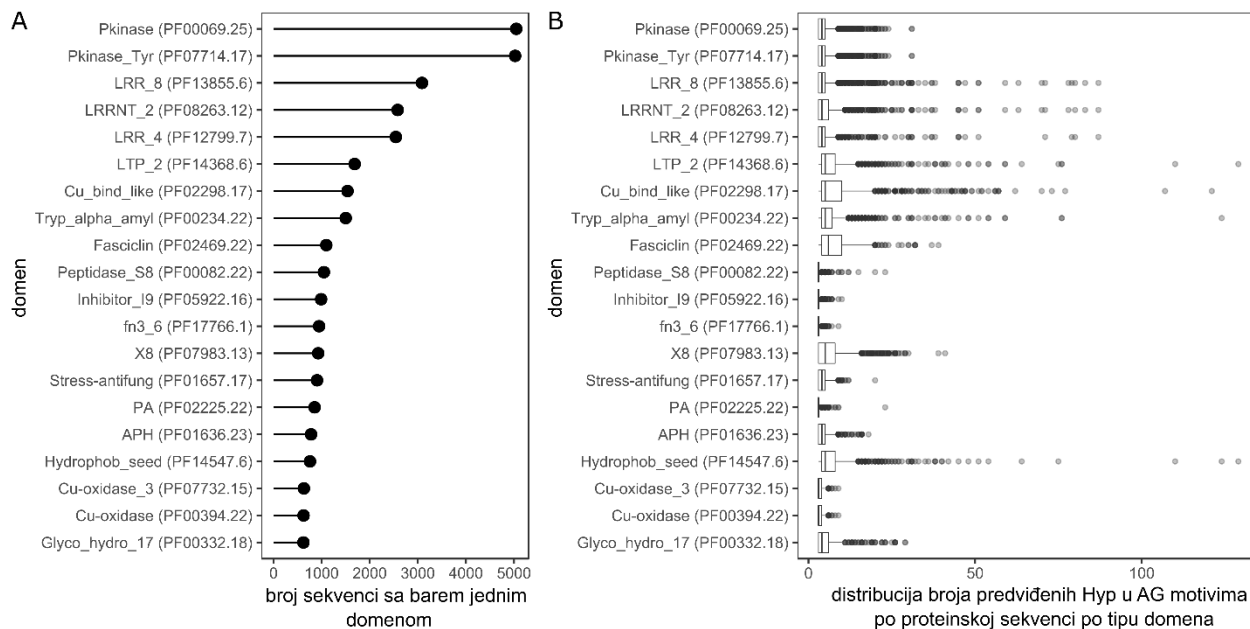 A
domen
Pkinase (PF00069.25)
Pkinase_Tyr (PF07714.17)
LRR_8 (PF13855.6)
LRRNT_2 (PF08263.12)
LRR_4 (PF12799.7)
LTP_2 (PF14368.6)
Cu_bind_like (PF02298.17)
Tryp_alpha_amyl (PF00234.22)
Fasciclin (PF02469.22)
Peptidase_S8 (PF00082.22)
Inhibitor_I9 (PF05922.16)
fn3_6 (PF17766.1)
X8 (PF07983.13)
Stress-antifung (PF01657.17)
PA (PF02225.22)
APH (PF01636.23)
Hydrophob_seed (PF14547.6)
Cu-oxidase_3 (PF07732.15)
Cu-oxidase (PF00394.22)
Glyco_hydro_17 (PF00332.18)
0 1000 2000 3000 4000 5000
broj sekvenci sa barem jednim
domenom
B
domen
Pkinase (PF00069.25)
Pkinase_Tyr (PF07714.17)
LRR_8 (PF13855.6)
LRRNT_2 (PF08263.12)
LRR_4 (PF12799.7)
LTP_2 (PF14368.6)
Cu_bind_like (PF02298.17)
Tryp_alpha_amyl (PF00234.22)
Fasciclin (PF02469.22)
Peptidase_S8 (PF00082.22)
Inhibitor_I9 (PF05922.16)
fn3_6 (PF17766.1)
X8 (PF07983.13)
Stress-antifung (PF01657.17)
PA (PF02225.22)
APH (PF01636.23)
Hydrophob_seed (PF14547.6)
Cu-oxidase_3 (PF07732.15)
Cu-oxidase (PF00394.22)
Glyco_hydro_17 (PF00332.18)
0 50 100
distribucija broja predviđenih Hyp u AG motivima
po proteinskoj sekvenci po tipu domena